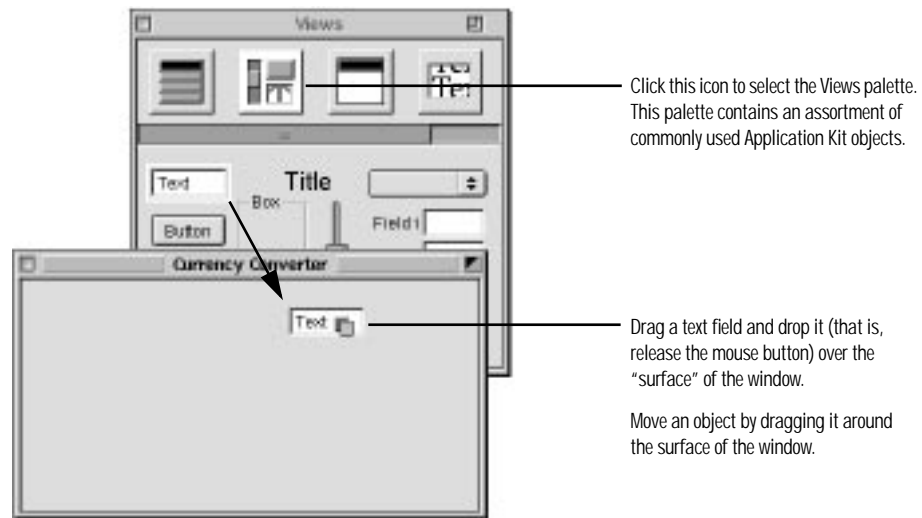 Views
Click this icon to select the Views palette.
This palette contains an assortment of
commonly used Application Kit objects.
Text
Title
Box
Button
Field1
Currency Converter
Text
Drag a text field and drop it (that is,
release the mouse button) over the
“surface” of the window.
Move an object by dragging it around
the surface of the window.